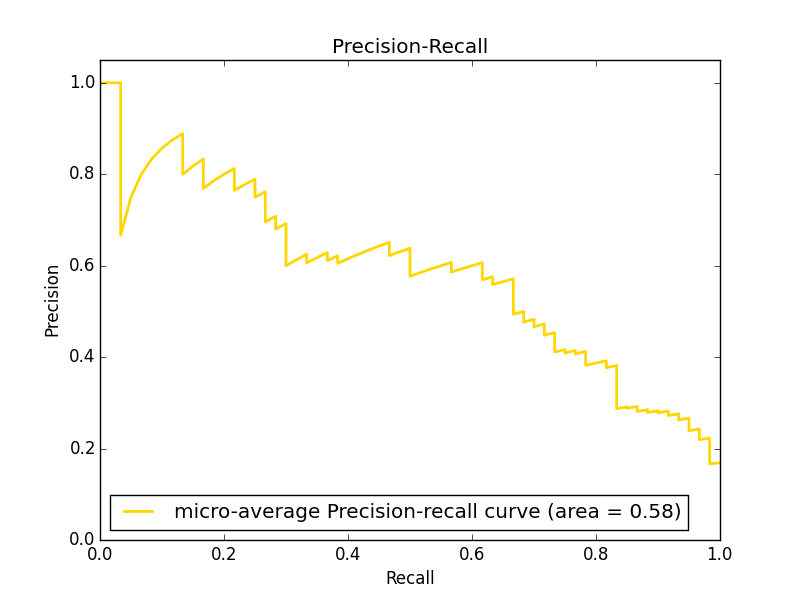 Precision-Recall
1.0
0.8
0.6
0.4
0.2
0.0
Precision
micro-average Precision-recall curve (area = 0.58)
0.0 0.2 0.4 0.6 0.8 1.0
Recall